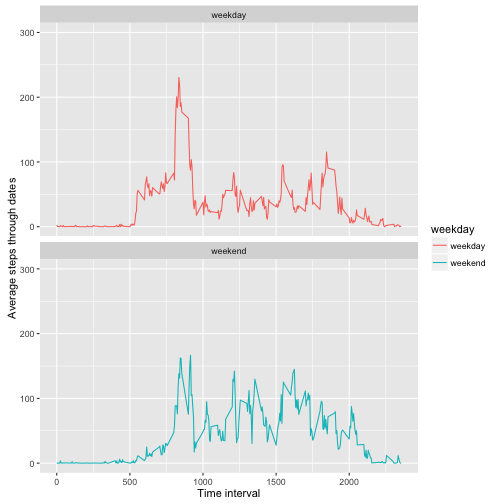 weekday
300
200
100
0
weekend
300
200
100
0
0
500
1000
1500
2000
Time interval
Average steps through dates
weekday
weekday
weekend